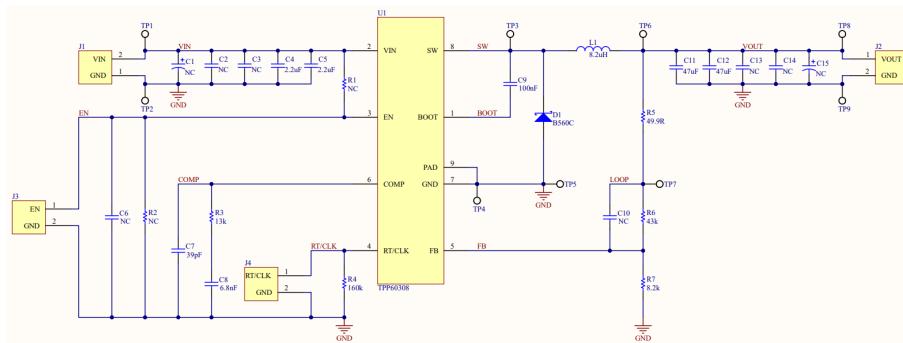 U1
TP1
TP3
TP6
TP8
J1
VIN 2
GND 1
VIN
C1
NC
C2
NC
C3
NC
C4
2.2uF
C5
2.2uF
R1
NC
TP2
GND
2 VIN
SW 8
SW
L1
8.2uH
C9
100nF
C11
47uF
C12
47uF
C13
NC
C14
NC
C15
NC
VOUT
GND
J2
1 VOUT
2 GND
TP9
EN
3 EN
BOOT 1
BOOT
D1
B560C
R5
49.9R
PAD 9
GND 7
TP4
TP5
GND
COMP
6 COMP
LOOP
TP7
J3
EN 1
GND 2
C6
NC
R2
NC
R3
13k
C7
39pF
C8
6.8nF
C10
NC
R6
43k
J4
RT/CLK 1
GND 2
RT/CLK
4 RT/CLK
FB 5
FB
R4
160k
R7
8.2k
TPP60308
GND
GND